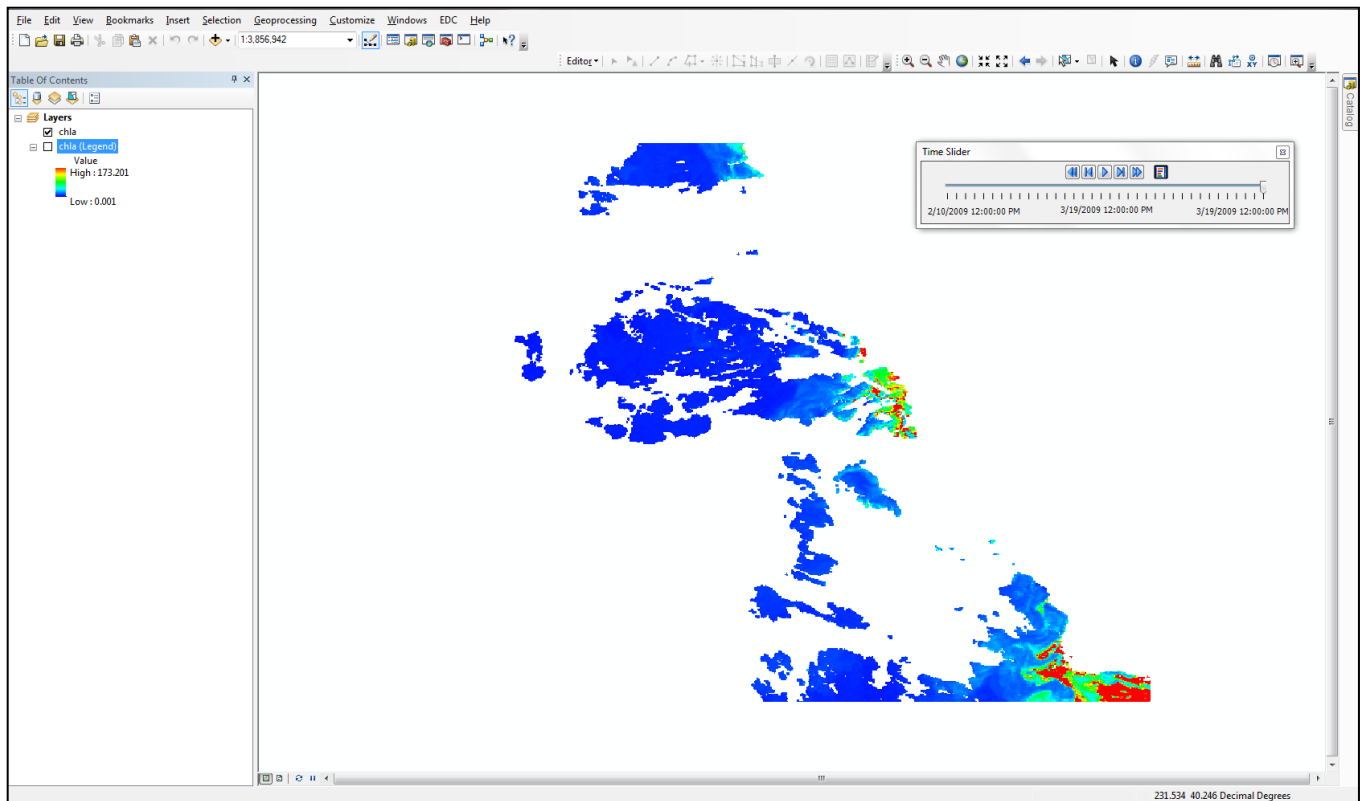 File Edit View Bookmarks Insert Selection Geoprocessing Customize Windows EDC Help
1:3,856,942
Editor
Table Of Contents
Layers
chla
chla (Legend)
Value
High : 173.201
Low : 0.001
Time Slider
2/10/2009 12:00:00 PM 3/19/2009 12:00:00 PM 3/19/2009 12:00:00 PM
Catalog
231.534 40.246 Decimal Degrees